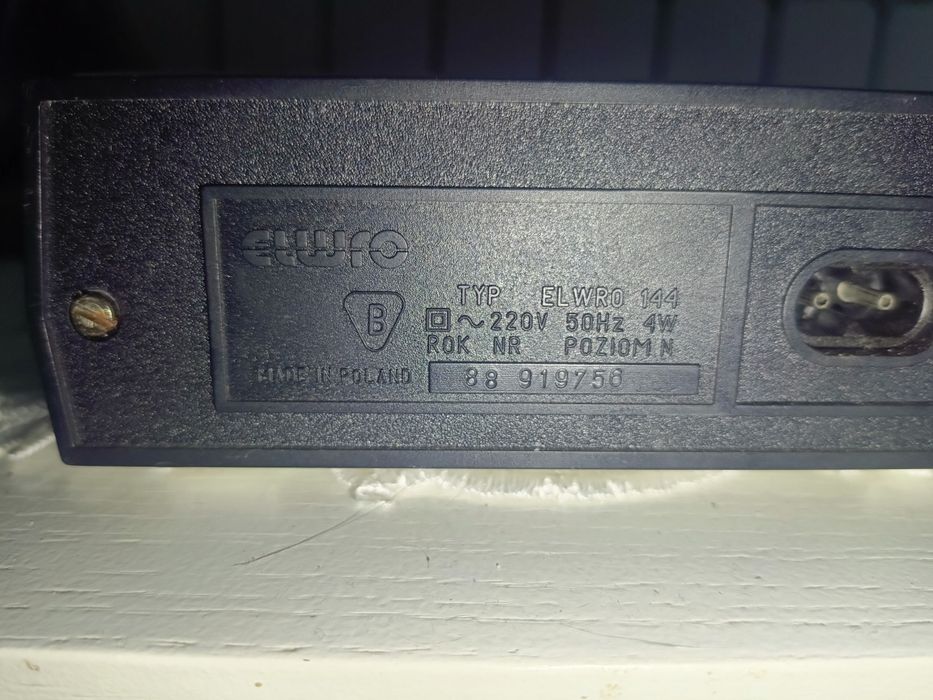 ELWRO
B
TYP ELWRO 144
~ 220V 50Hz 4W
ROK NR POZIOM N
MADE IN POLAND 88 919756